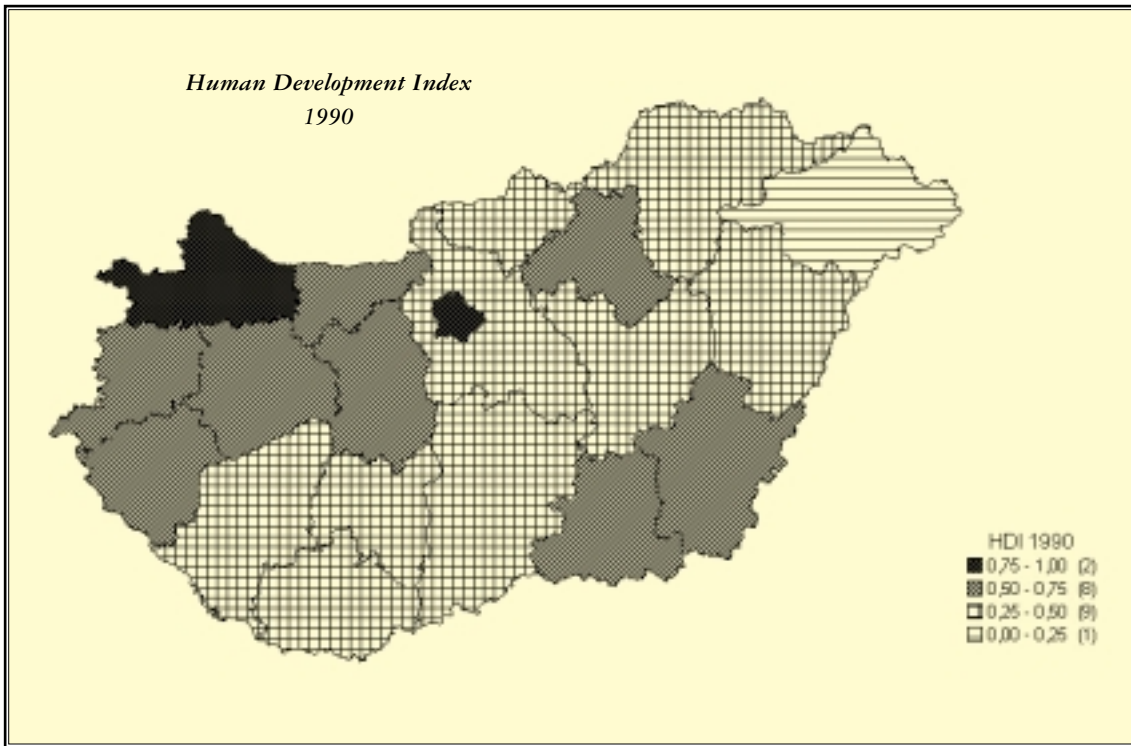 Human Development Index
1990
HDI 1990
0,75 - 1,00 (2)
0,50 - 0,75 (8)
0,25 - 0,50 (9)
0,00 - 0,25 (1)